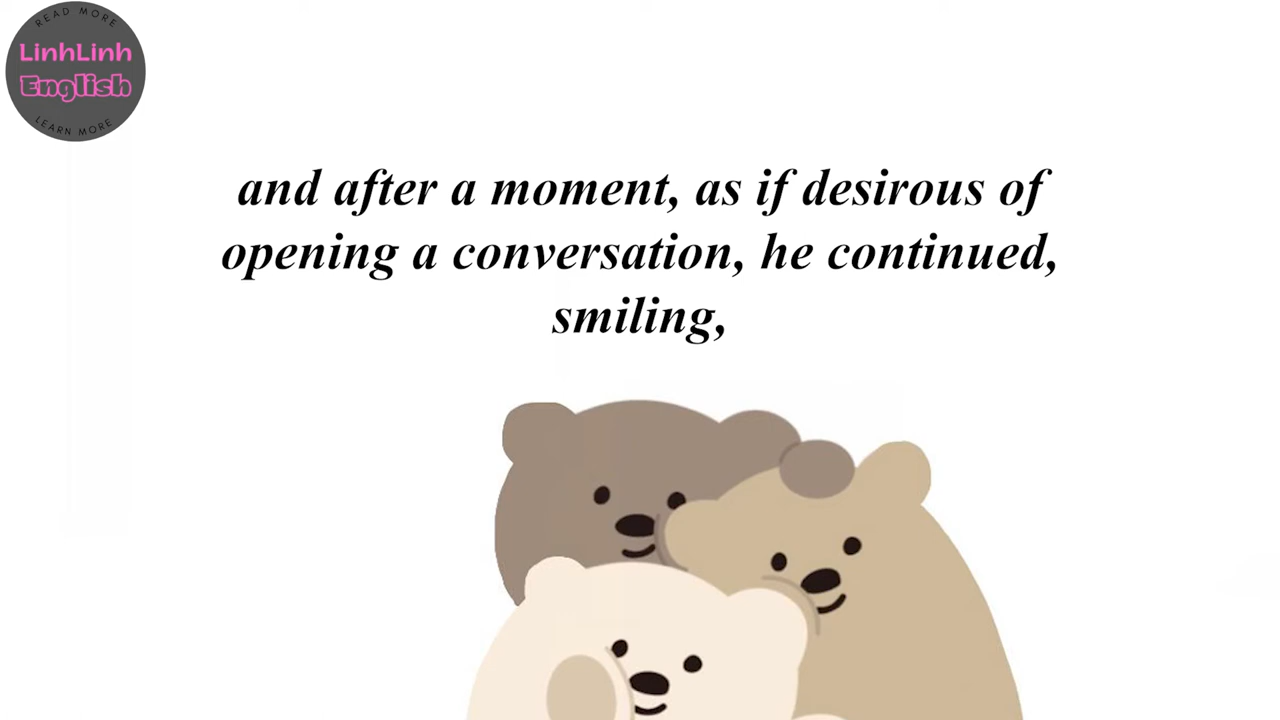 READ MORE
LinhLinh
English
LEARN MORE
and after a moment, as if desirous of
opening a conversation, he continued,
smiling,